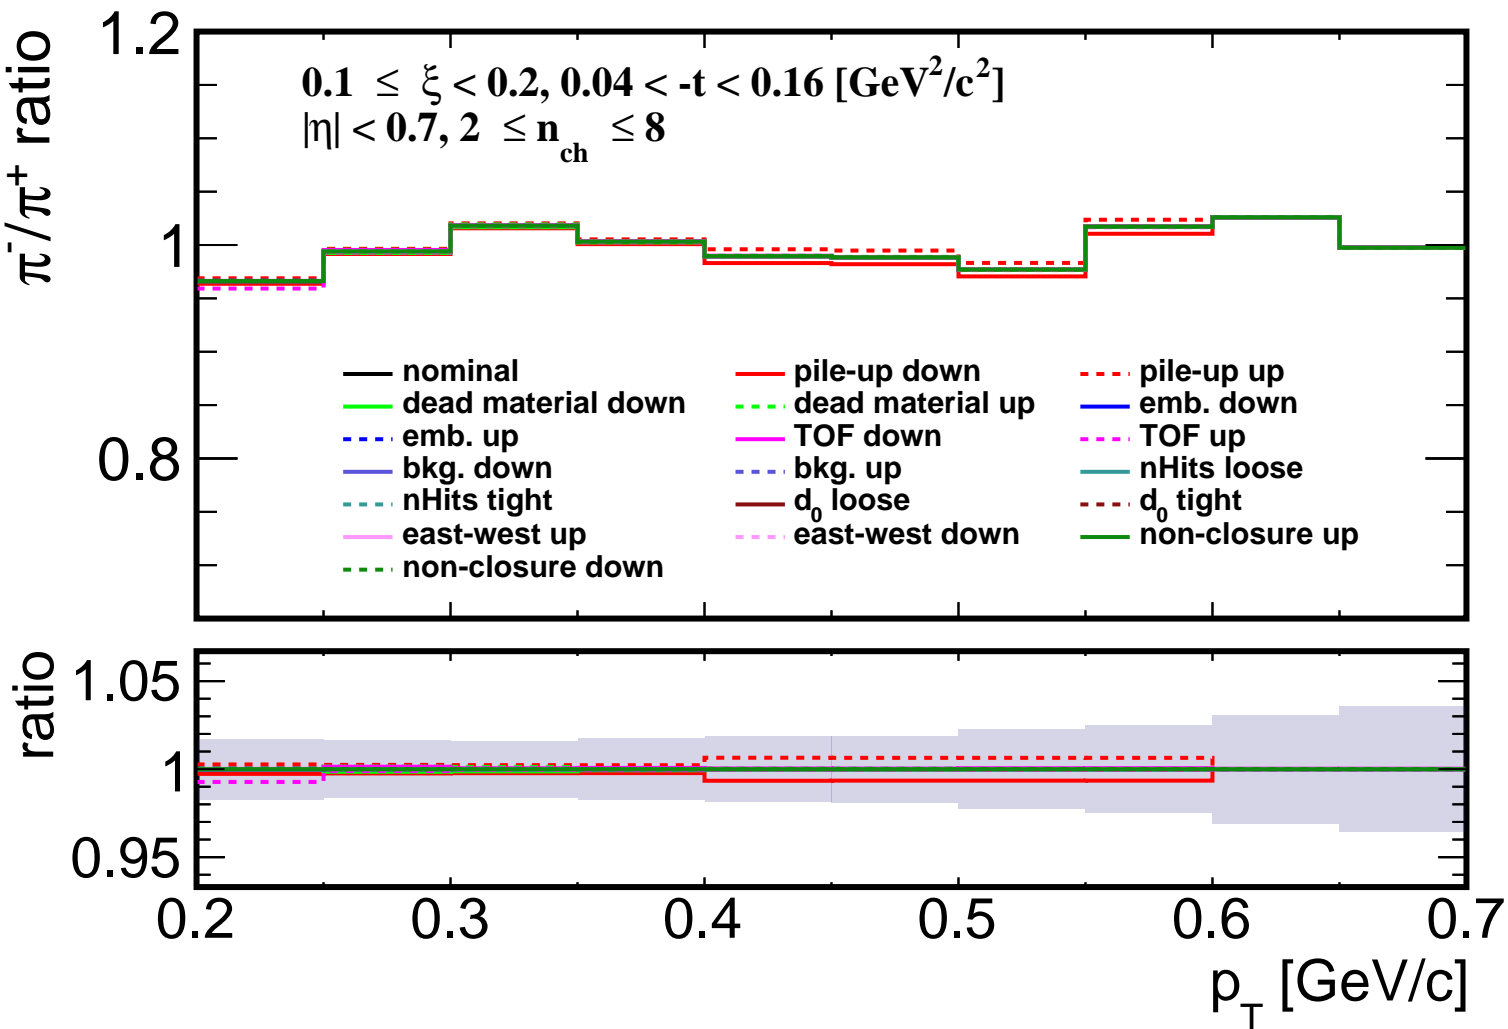 π⁻/π⁺ ratio
1.2
1
0.8
0.1 ≤ ξ < 0.2, 0.04 < -t < 0.16 [GeV²/c²]
|η| < 0.7, 2 ≤ n_ch ≤ 8
nominal pile-up down pile-up up
dead material down dead material up emb. down
emb. up TOF down TOF up
bkg. down bkg. up nHits loose
nHits tight d₀ loose d₀ tight
east-west up east-west down non-closure up
non-closure down
ratio
1.05
1
0.95
0.2 0.3 0.4 0.5 0.6 0.7
p_T [GeV/c]